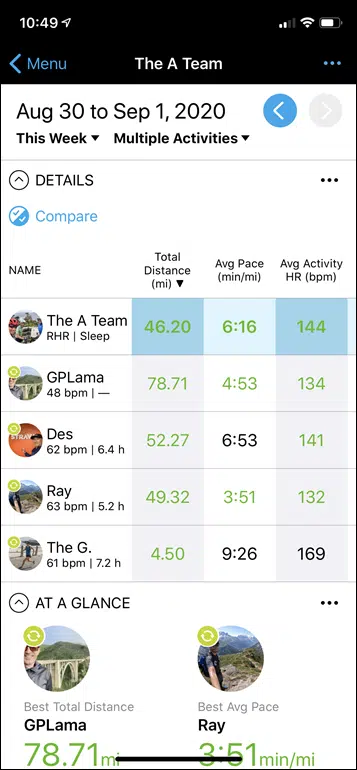 10:49
Menu
The A Team
Aug 30 to Sep 1, 2020
This Week ▼ Multiple Activities ▼
DETAILS
Compare
NAME Total Distance (mi) ▼ Avg Pace (min/mi) Avg Activity HR (bpm)
The A Team 46.20 6:16 144
RHR | Sleep
GPLama 78.71 4:53 134
48 bpm | —
Des 52.27 6:53 141
62 bpm | 6.4 h
Ray 49.32 3:51 132
63 bpm | 5.2 h
The G. 4.50 9:26 169
61 bpm | 7.2 h
AT A GLANCE
Best Total Distance Best Avg Pace
GPLama Ray
78.71mi 3:51min/mi